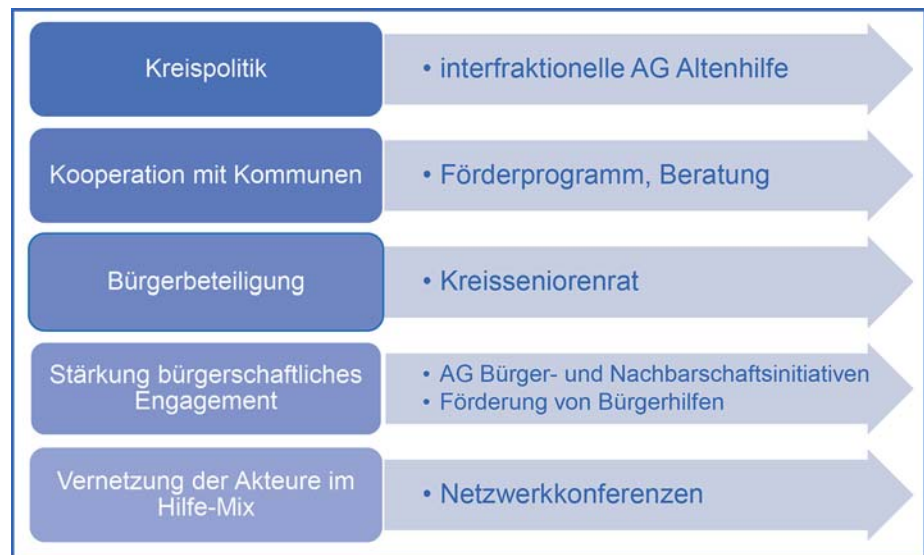 Kreispolitik
• interfraktionelle AG Altenhilfe
Kooperation mit Kommunen
• Förderprogramm, Beratung
Bürgerbeteiligung
• Kreisseniorenrat
Stärkung bürgerschaftliches
Engagement
• AG Bürger- und Nachbarschaftsinitiativen
• Förderung von Bürgerhilfen
Vernetzung der Akteure im
Hilfe-Mix
• Netzwerkkonferenzen